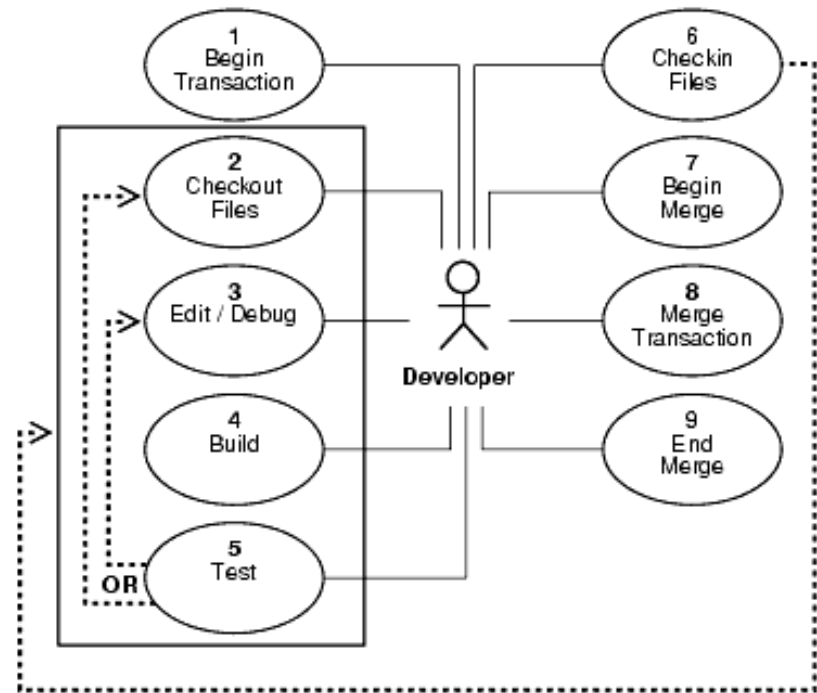 1
Begin
Transaction
2
Checkout
Files
3
Edit / Debug
4
Build
5
Test
OR
Developer
6
Checkin
Files
7
Begin
Merge
8
Merge
Transaction
9
End
Merge